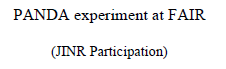 PANDA experiment at FAIR
(JINR Participation)